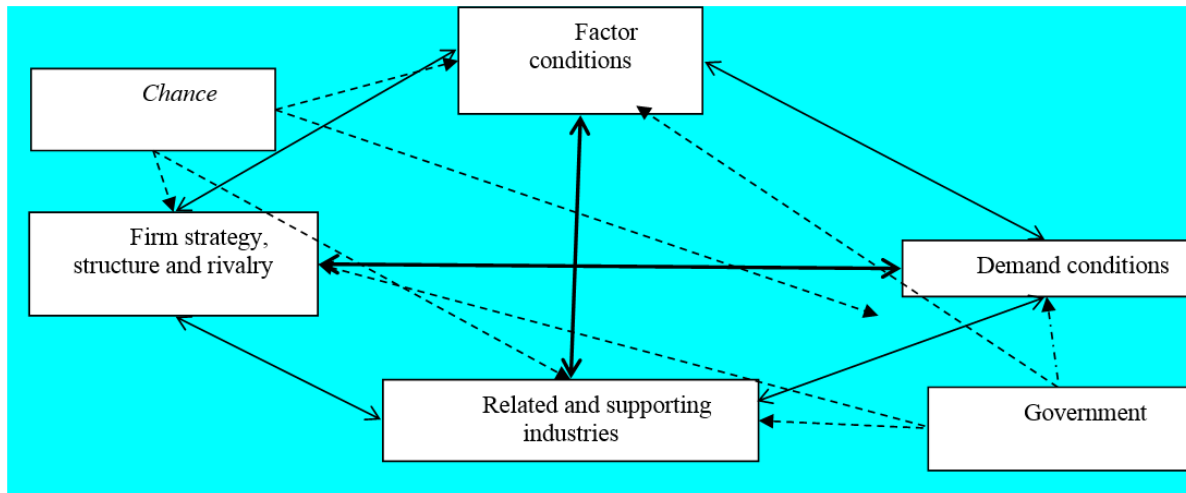 Factor
conditions
Chance
Firm strategy,
structure and rivalry
Demand conditions
Related and supporting
industries
Government